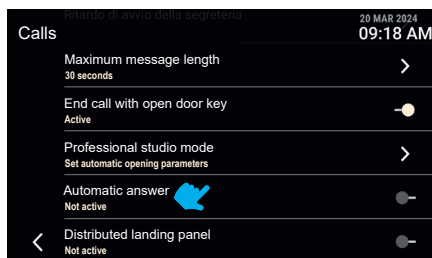 Ritardo di avvio della segreteria
20 MAR 2024
Calls
09:18 AM
Maximum message length
30 seconds
End call with open door key
Active
Professional studio mode
Set automatic opening parameters
Automatic answer
Not active
Distributed landing panel
Not active